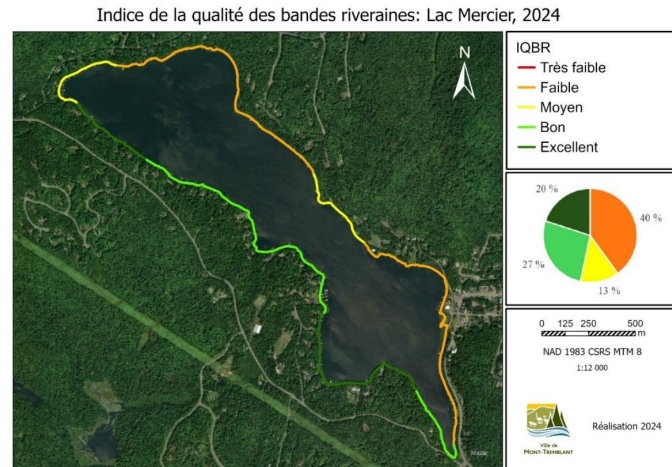 Indice de la qualité des bandes riveraines: Lac Mercier, 2024
N
IQBR
Très faible
Faible
Moyen
Bon
Excellent
20 %
40 %
27 %
13 %
0 125 250 500
m
NAD 1983 CSRS MTM 8
1:12 000
Ville de
MONT-TREMBLANT
Réalisation 2024
Maxar